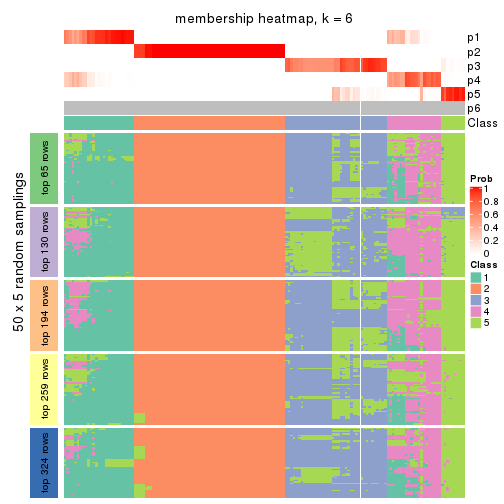 membership heatmap, k = 6
p1
p2
p3
p4
p5
p6
Class
50 x 5 random samplings
top 65 rows
top 130 rows
top 194 rows
top 259 rows
top 324 rows
Prob
1
0.8
0.6
0.4
0.2
0
Class
1
2
3
4
5